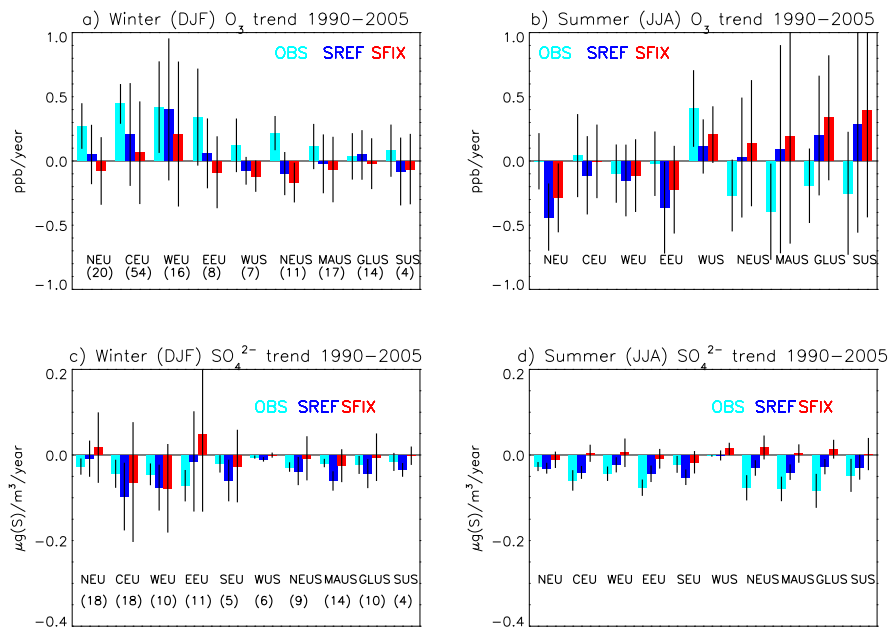 a) Winter (DJF) O3 trend 1990−2005
OBS SREF SFIX
ppb/year
1.0
0.5
0.0
−0.5
−1.0
NEU CEU WEU EEU WUS NEUS MAUS GLUS SUS
(20) (54) (16) (8) (7) (11) (17) (14) (4)
b) Summer (JJA) O3 trend 1990−2005
OBS SREF SFIX
ppb/year
1.0
0.5
0.0
−0.5
−1.0
NEU CEU WEU EEU WUS NEUS MAUS GLUS SUS
c) Winter (DJF) SO4 2− trend 1990−2005
OBS SREF SFIX
μg(S)/m³/year
0.2
0.0
−0.2
−0.4
NEU CEU WEU EEU SEU WUS NEUS MAUS GLUS SUS
(18) (18) (10) (11) (5) (6) (9) (14) (10) (4)
d) Summer (JJA) SO4 2− trend 1990−2005
OBS SREF SFIX
μg(S)/m³/year
0.2
0.0
−0.2
−0.4
NEU CEU WEU EEU SEU WUS NEUS MAUS GLUS SUS